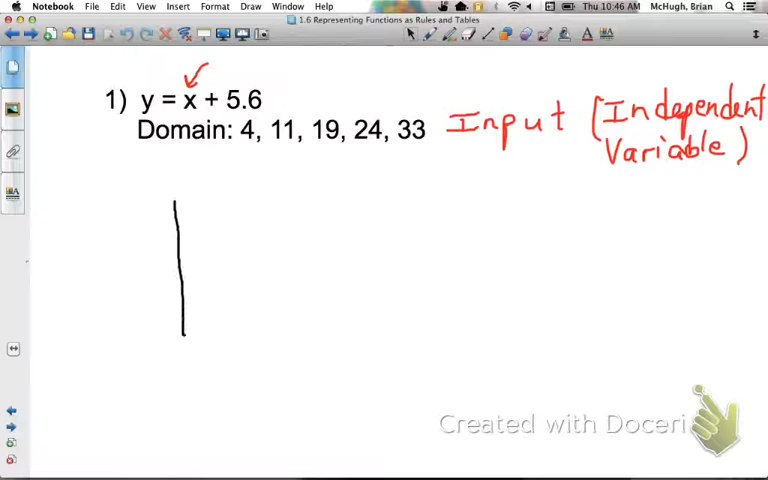 Notebook File Edit View Insert Format Draw Window Help Thu 10:46 AM McHugh, Brian
1.6 Representing Functions as Rules and Tables
1) y = x + 5.6
Domain: 4, 11, 19, 24, 33
Input (Independent
Variable)
Created with Doceri